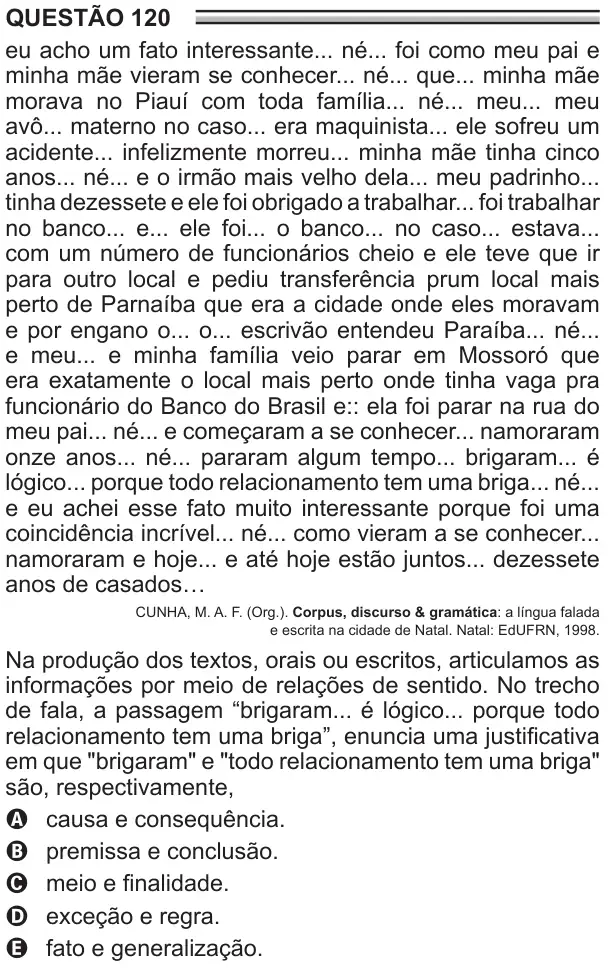 QUESTÃO 120
eu acho um fato interessante... né... foi como meu pai e
minha mãe vieram se conhecer... né... que... minha mãe
morava no Piauí com toda família... né... meu... meu
avô... materno no caso... era maquinista... ele sofreu um
acidente... infelizmente morreu... minha mãe tinha cinco
anos... né... e o irmão mais velho dela... meu padrinho...
tinha dezessete e ele foi obrigado a trabalhar... foi trabalhar
no banco... e... ele foi... o banco... no caso... estava...
com um número de funcionários cheio e ele teve que ir
para outro local e pediu transferência prum local mais
perto de Parnaíba que era a cidade onde eles moravam
e por engano o... o... escrivão entendeu Paraíba... né...
e meu... e minha família veio parar em Mossoró que
era exatamente o local mais perto onde tinha vaga pra
funcionário do Banco do Brasil e:: ela foi parar na rua do
meu pai... né... e começaram a se conhecer... namoraram
onze anos... né... pararam algum tempo... brigaram... é
lógico... porque todo relacionamento tem uma briga... né...
e eu achei esse fato muito interessante porque foi uma
coincidência incrível... né... como vieram a se conhecer...
namoraram e hoje... e até hoje estão juntos... dezessete
anos de casados…
CUNHA, M. A. F. (Org.). Corpus, discurso & gramática: a língua falada
e escrita na cidade de Natal. Natal: EdUFRN, 1998.
Na produção dos textos, orais ou escritos, articulamos as
informações por meio de relações de sentido. No trecho
de fala, a passagem “brigaram... é lógico... porque todo
relacionamento tem uma briga”, enuncia uma justificativa
em que "brigaram" e "todo relacionamento tem uma briga"
são, respectivamente,
A causa e consequência.
B premissa e conclusão.
C meio e finalidade.
D exceção e regra.
E fato e generalização.